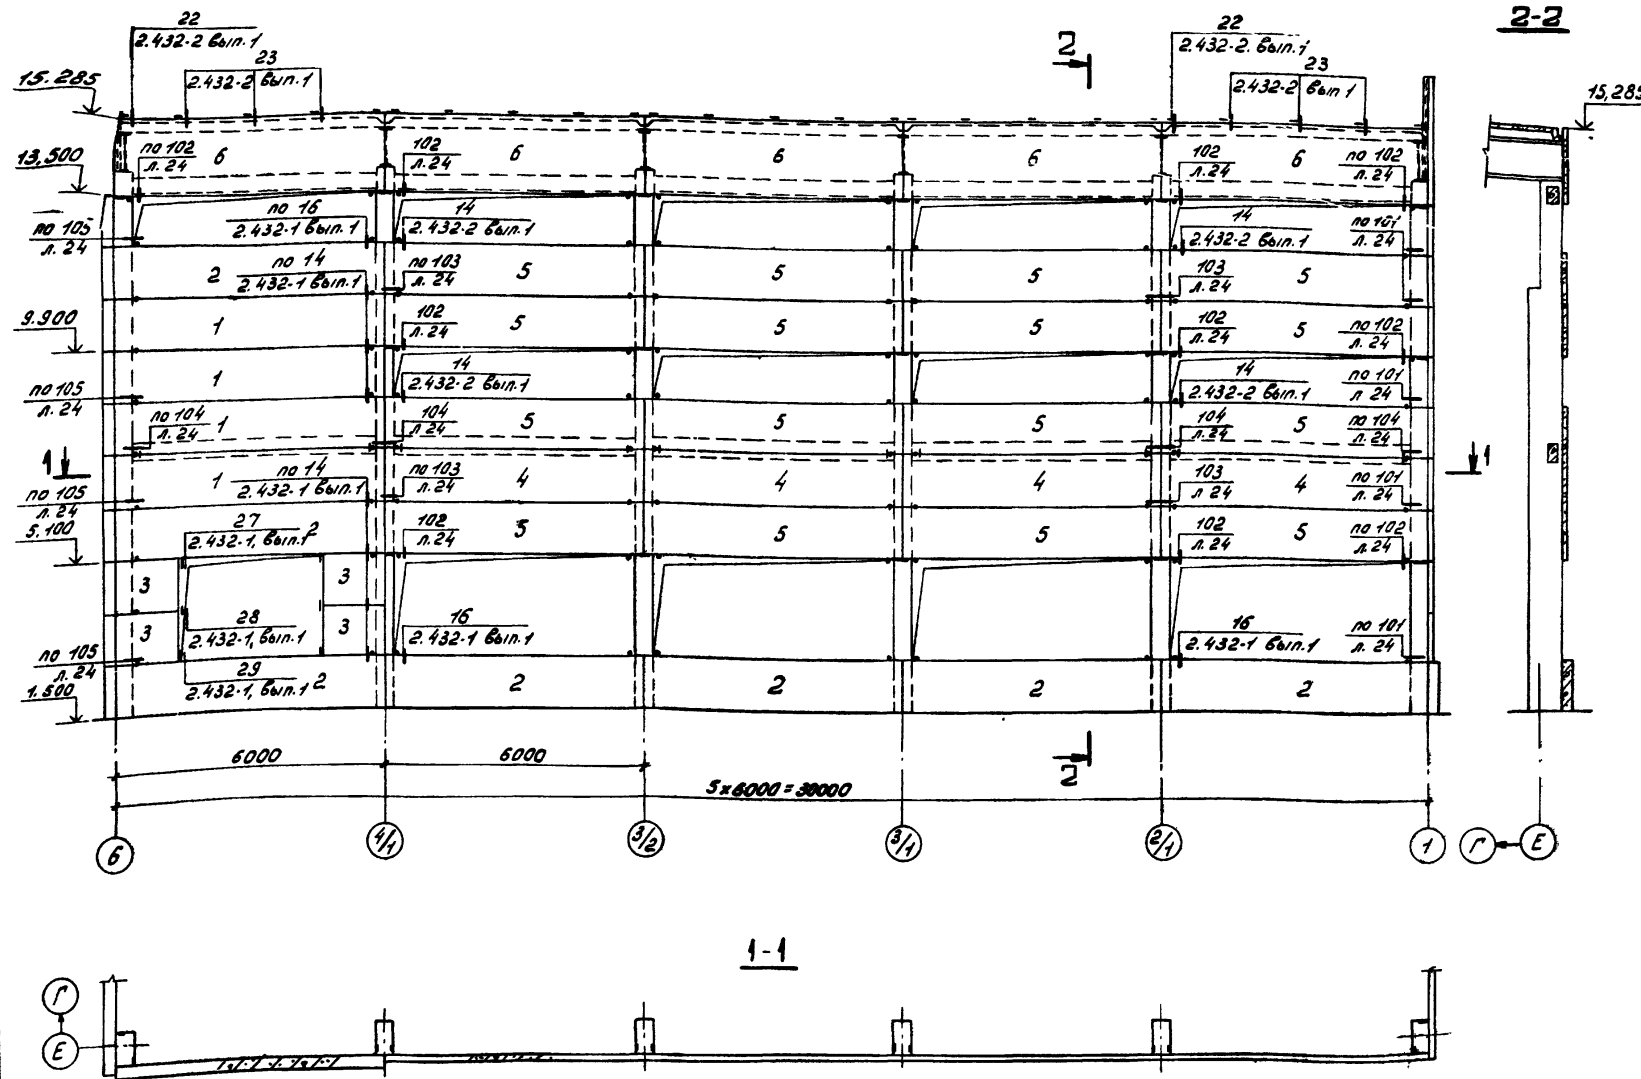 22
2.432-2 вып.1
23
2.432-2 вып.1
2
22
2.432-2. вып.1
23
2.432-2 вып 1
2-2
15.285
15,285
13,500
по 102
л. 24
6
102
л. 24
6
6
6
102
л. 24
6
по 102
л. 24
по 105
л. 24
по 16
2.432-1 вып.1
14
2.432-2 вып.1
14
2.432-2 вып.1
по 101
л. 24
2
по 14
2.432-1 вып.1
по 103
л. 24
5
5
5
103
л. 24
5
9.900
1
102
л. 24
5
5
5
102
л. 24
5
по 102
л. 24
по 105
л. 24
1
14
2.432-2 вып.1
14
2.432-2 вып.1
по 101
л 24
по 104
л. 24
1
104
л. 24
5
5
5
104
л. 24
5
по 104
л. 24
1
1
по 105
л. 24
1
по 14
2.432-1 вып.1
по 103
л. 24
4
4
4
103
л 24
4
по 101
л. 24
5.100
27
2.432-1, вып.1
2
102
л. 24
5
5
5
102
л. 24
5
по 102
л. 24
3
3
3
28
2.432-1, вып.1
3
16
2.432-1 вып.1
16
2.432-1 вып.1
по 101
л. 24
по 105
л. 24
1.500
29
2.432-1, вып.1
2
2
2
2
2
6000
6000
2
5х6000=30000
6
4/1
3/2
3/1
2/1
1
Г
Е
1-1
Г
Е